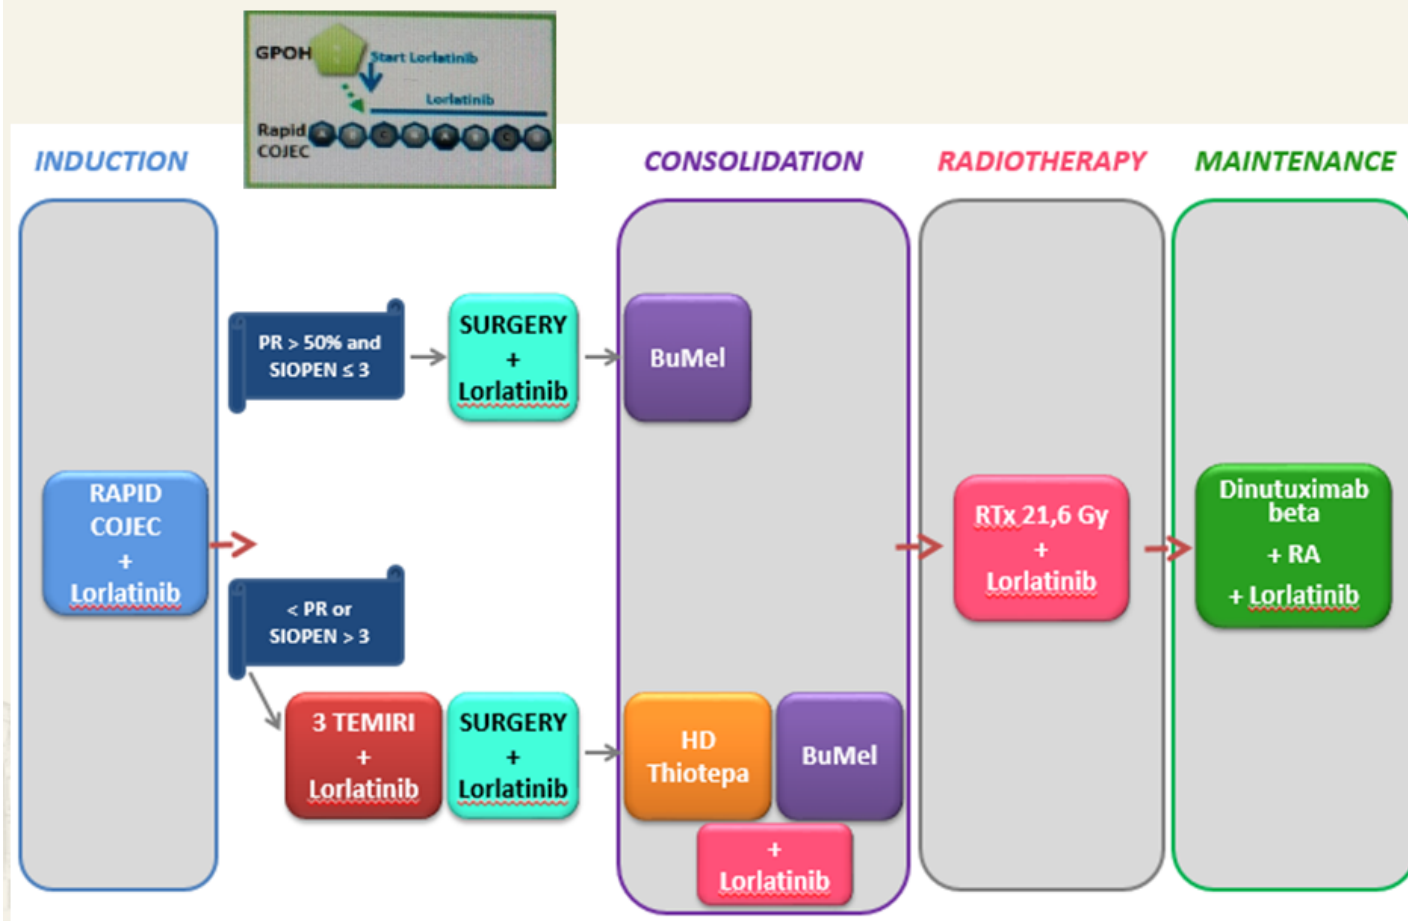 GPOH
Start Lorlatinib
Lorlatinib
Rapid
COJEC
A B C
A B C
INDUCTION
CONSOLIDATION
RADIOTHERAPY
MAINTENANCE
PR > 50% and
SIOPEN ≤ 3
SURGERY
+
Lorlatinib
BuMel
RAPID
COJEC
+
Lorlatinib
< PR or
SIOPEN > 3
3 TEMIRI
+
Lorlatinib
SURGERY
+
Lorlatinib
HD
Thiotepa
BuMel
+
Lorlatinib
RTx 21,6 Gy
+
Lorlatinib
Dinutuximab
beta
+ RA
+ Lorlatinib